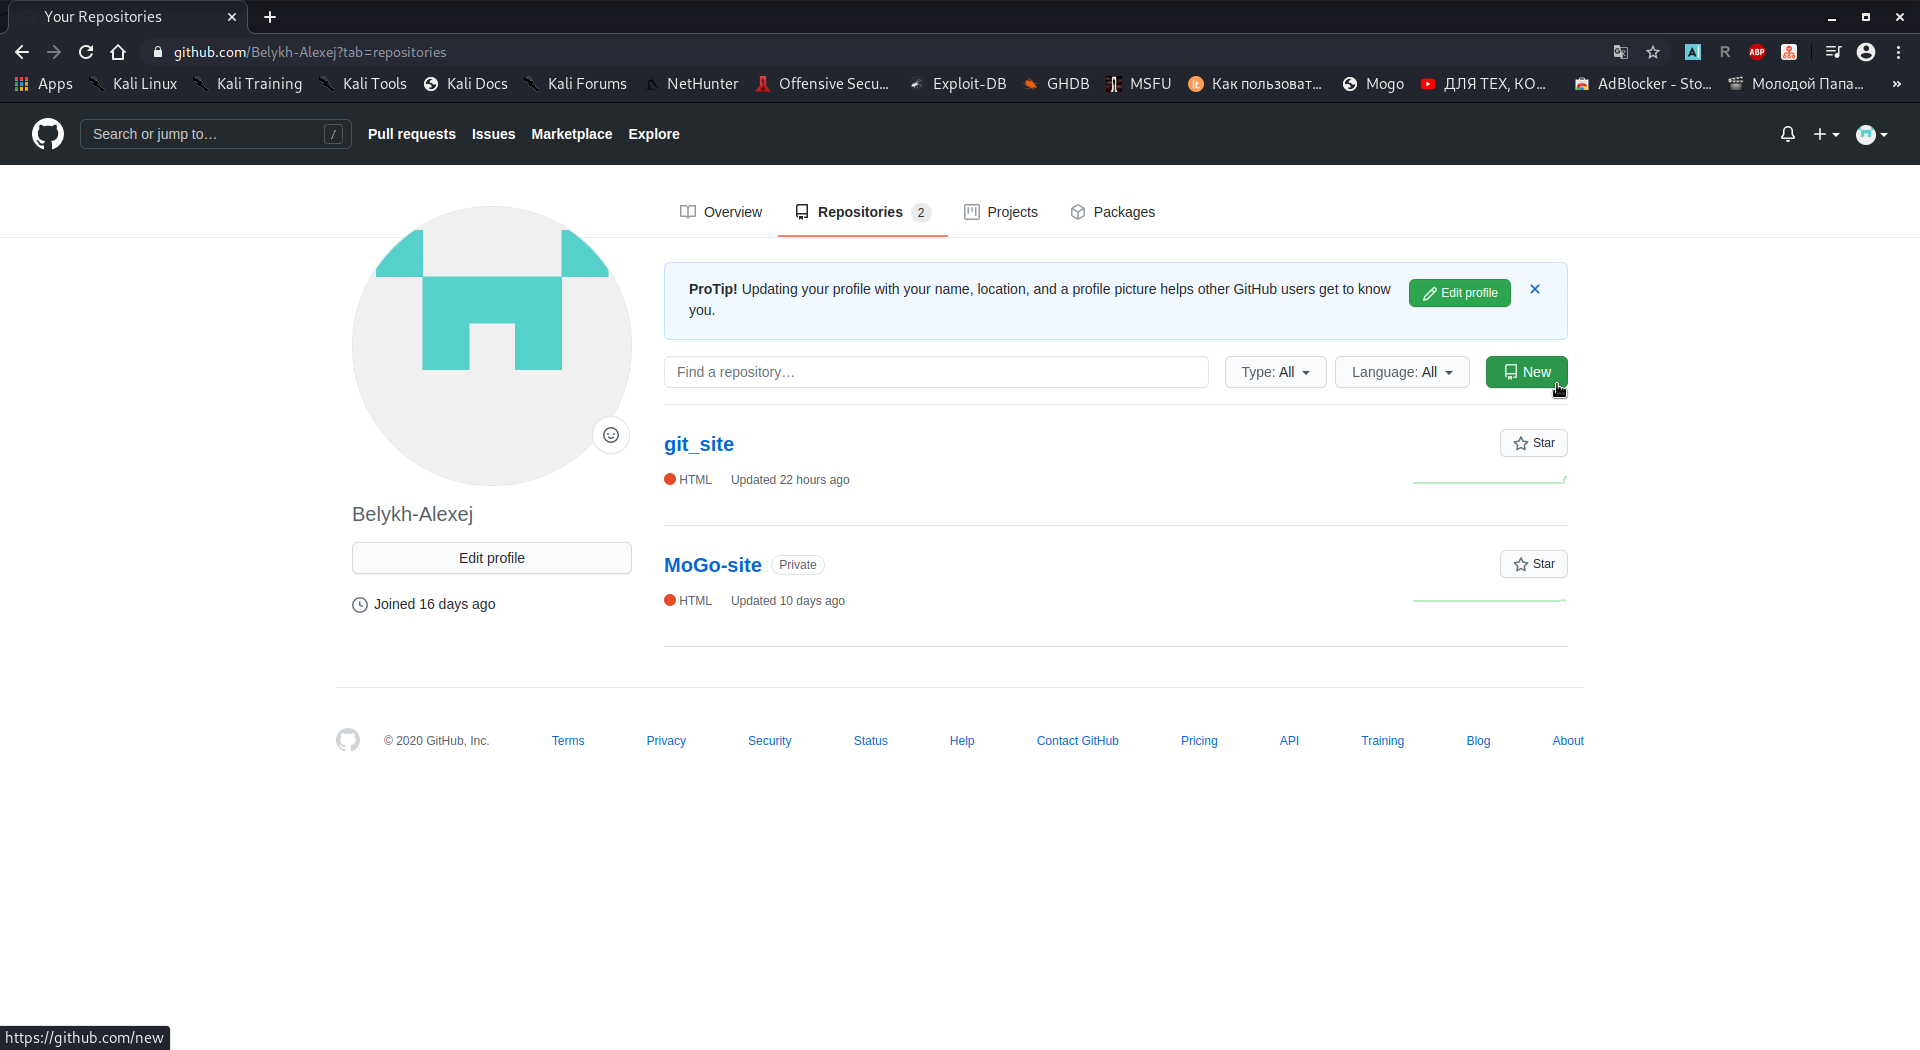 Your Repositories
github.com/Belykh-Alexej?tab=repositories
Apps Kali Linux Kali Training Kali Tools Kali Docs Kali Forums NetHunter Offensive Secu... Exploit-DB GHDB MSFU Как пользоват... Mogo ДЛЯ ТЕХ, КО... AdBlocker - Sto... Молодой Папа... »
Search or jump to... / Pull requests Issues Marketplace Explore
Overview Repositories 2 Projects Packages
ProTip! Updating your profile with your name, location, and a profile picture helps other GitHub users get to know
you.
Edit profile
Find a repository... Type: All Language: All New
git_site Star
HTML Updated 22 hours ago
Belykh-Alexej
Edit profile
Joined 16 days ago
MoGo-site Private Star
HTML Updated 10 days ago
© 2020 GitHub, Inc. Terms Privacy Security Status Help Contact GitHub Pricing API Training Blog About
https://github.com/new